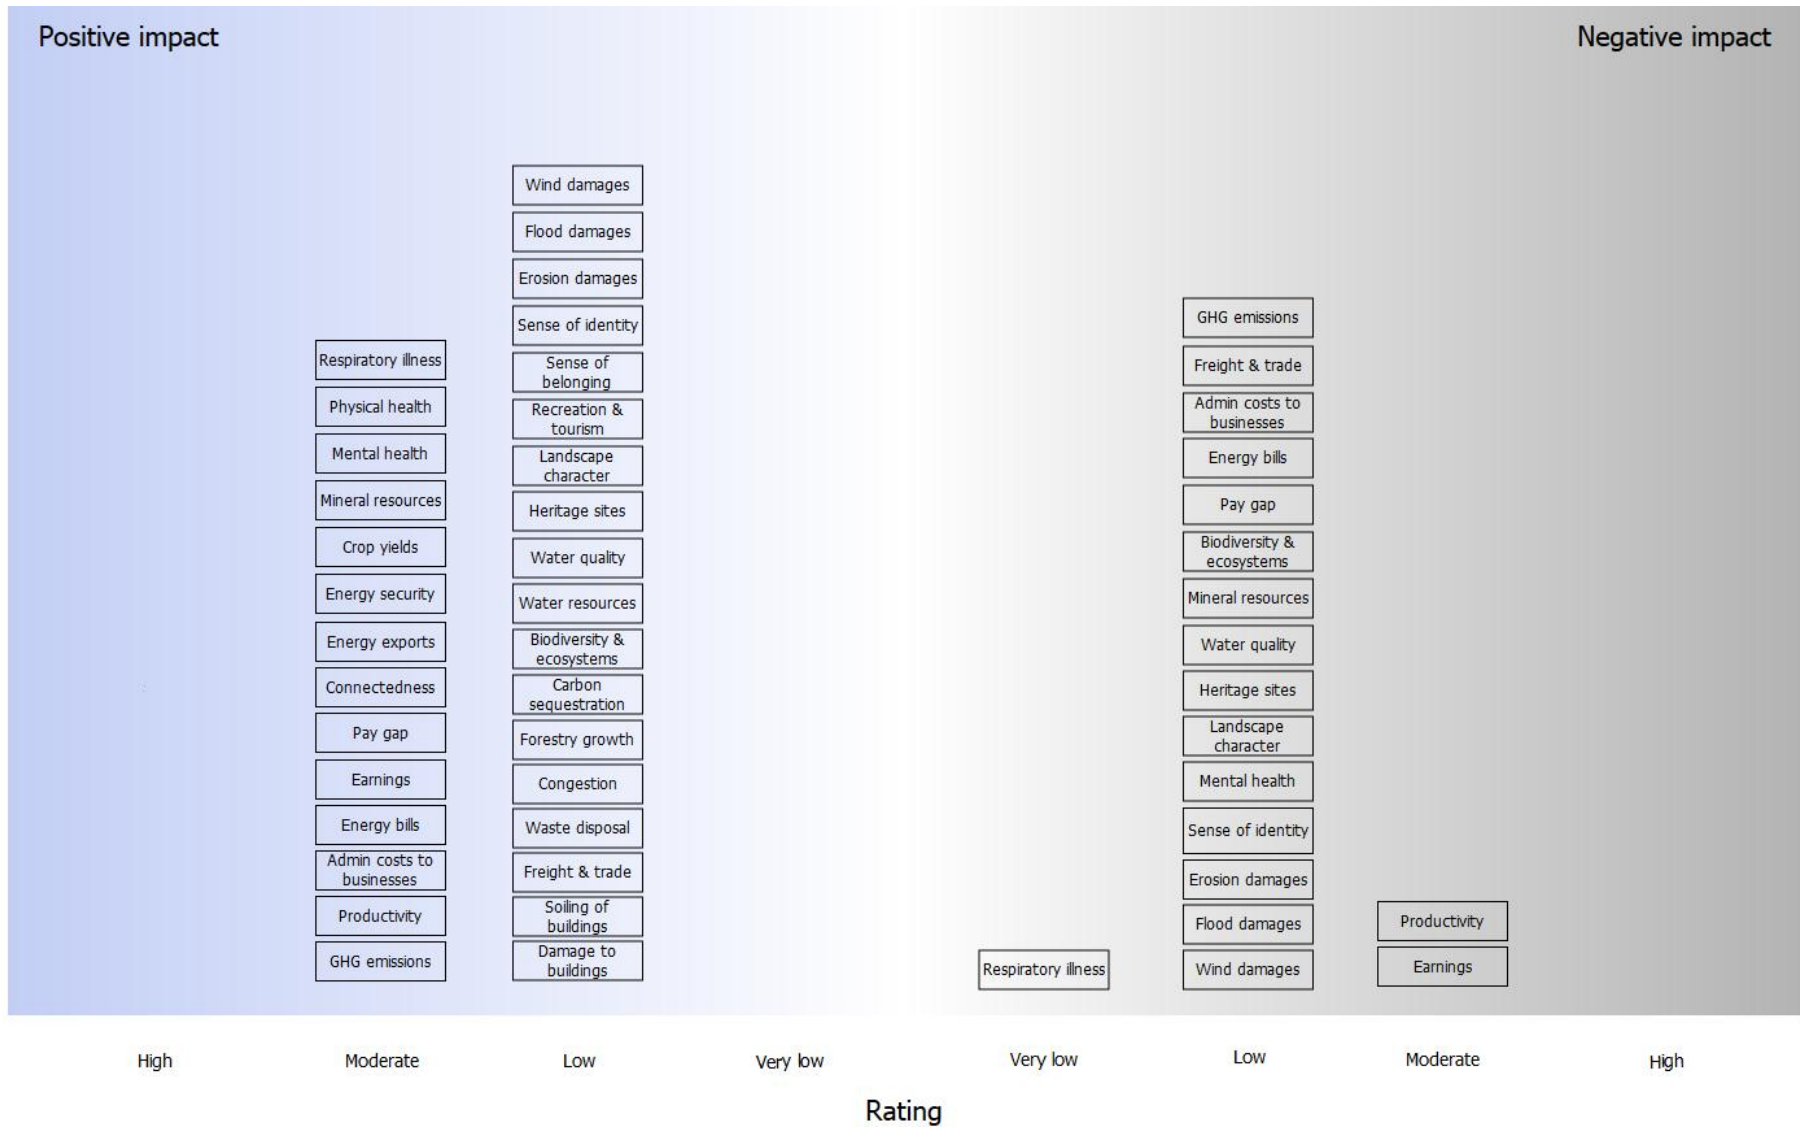 Positive impact
Negative impact
Respiratory illness
Physical health
Mental health
Mineral resources
Crop yields
Energy security
Energy exports
Connectedness
Pay gap
Earnings
Energy bills
Admin costs to
businesses
Productivity
GHG emissions
Wind damages
Flood damages
Erosion damages
Sense of identity
Sense of
belonging
Recreation &
tourism
Landscape
character
Heritage sites
Water quality
Water resources
Biodiversity &
ecosystems
Carbon
sequestration
Forestry growth
Congestion
Waste disposal
Freight & trade
Soiling of
buildings
Damage to
buildings
Respiratory illness
GHG emissions
Freight & trade
Admin costs to
businesses
Energy bills
Pay gap
Biodiversity &
ecosystems
Mineral resources
Water quality
Heritage sites
Landscape
character
Mental health
Sense of identity
Erosion damages
Flood damages
Wind damages
Productivity
Earnings
High
Moderate
Low
Very low
Very low
Low
Moderate
High
Rating